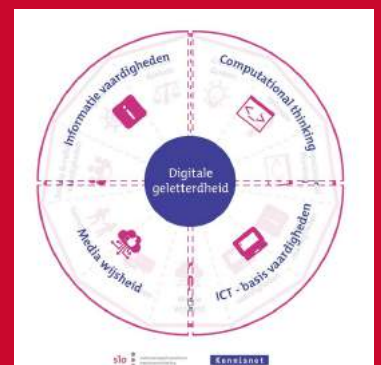 Informatie vaardigheden
Computational thinking
Digitale
geletterdheid
Media wijsheid
ICT - basis vaardigheden
slo
Kennisnet